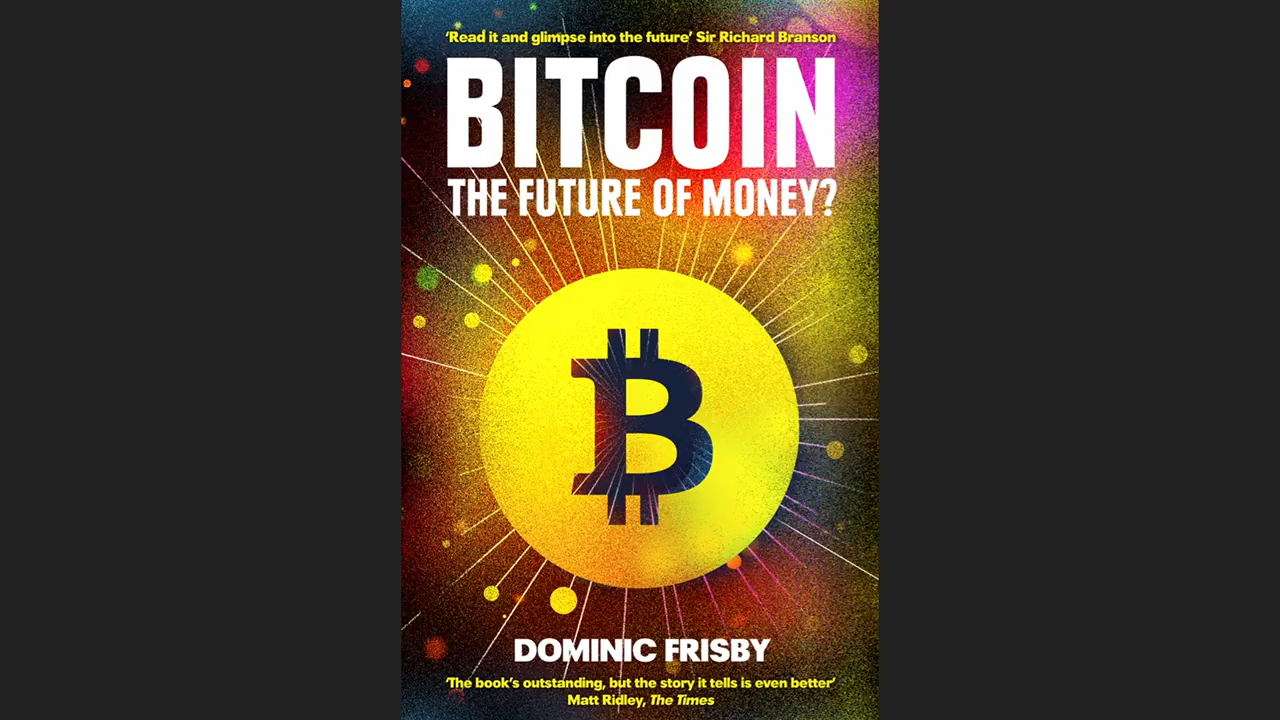 ‘Read it and glimpse into the future’ Sir Richard Branson
BITCOIN
THE FUTURE OF MONEY?
DOMINIC FRISBY
‘The book’s outstanding, but the story it tells is even better’
Matt Ridley, The Times